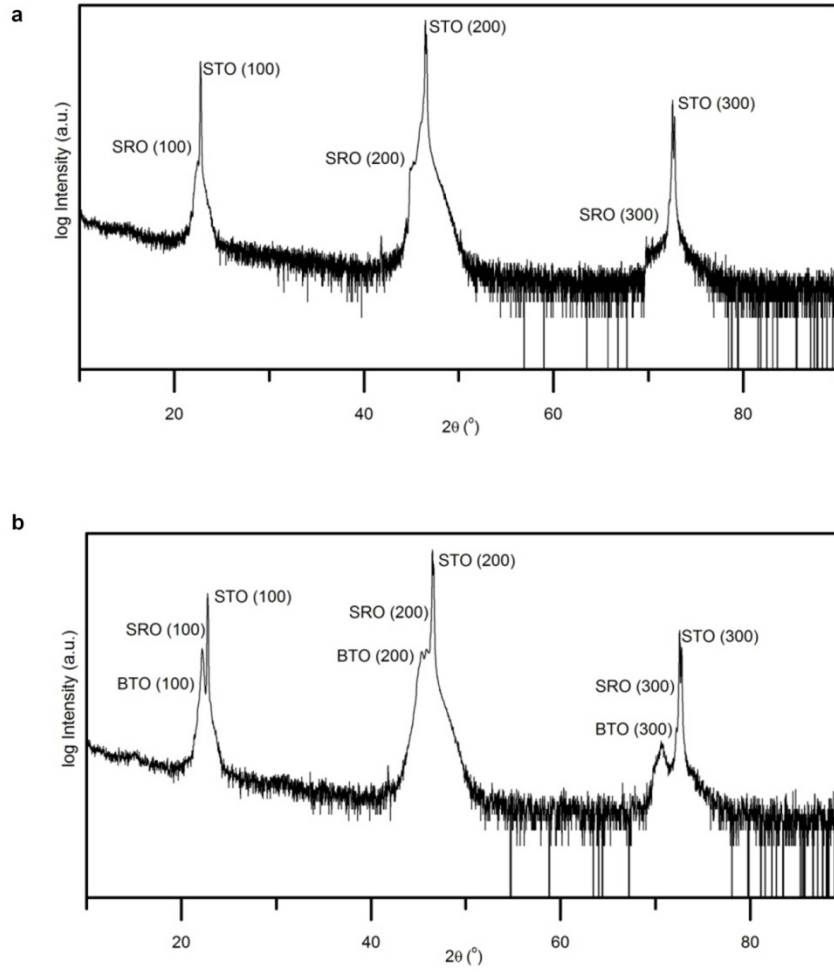 a
STO (200)
STO (100)
STO (300)
SRO (100)
SRO (200)
SRO (300)
log Intensity (a.u.)
20 40 60 80
2θ (°)
b
STO (200)
STO (100)
SRO (200)
SRO (100)
STO (300)
BTO (200)
SRO (300)
BTO (100)
BTO (300)
log Intensity (a.u.)
20 40 60 80
2θ (°)